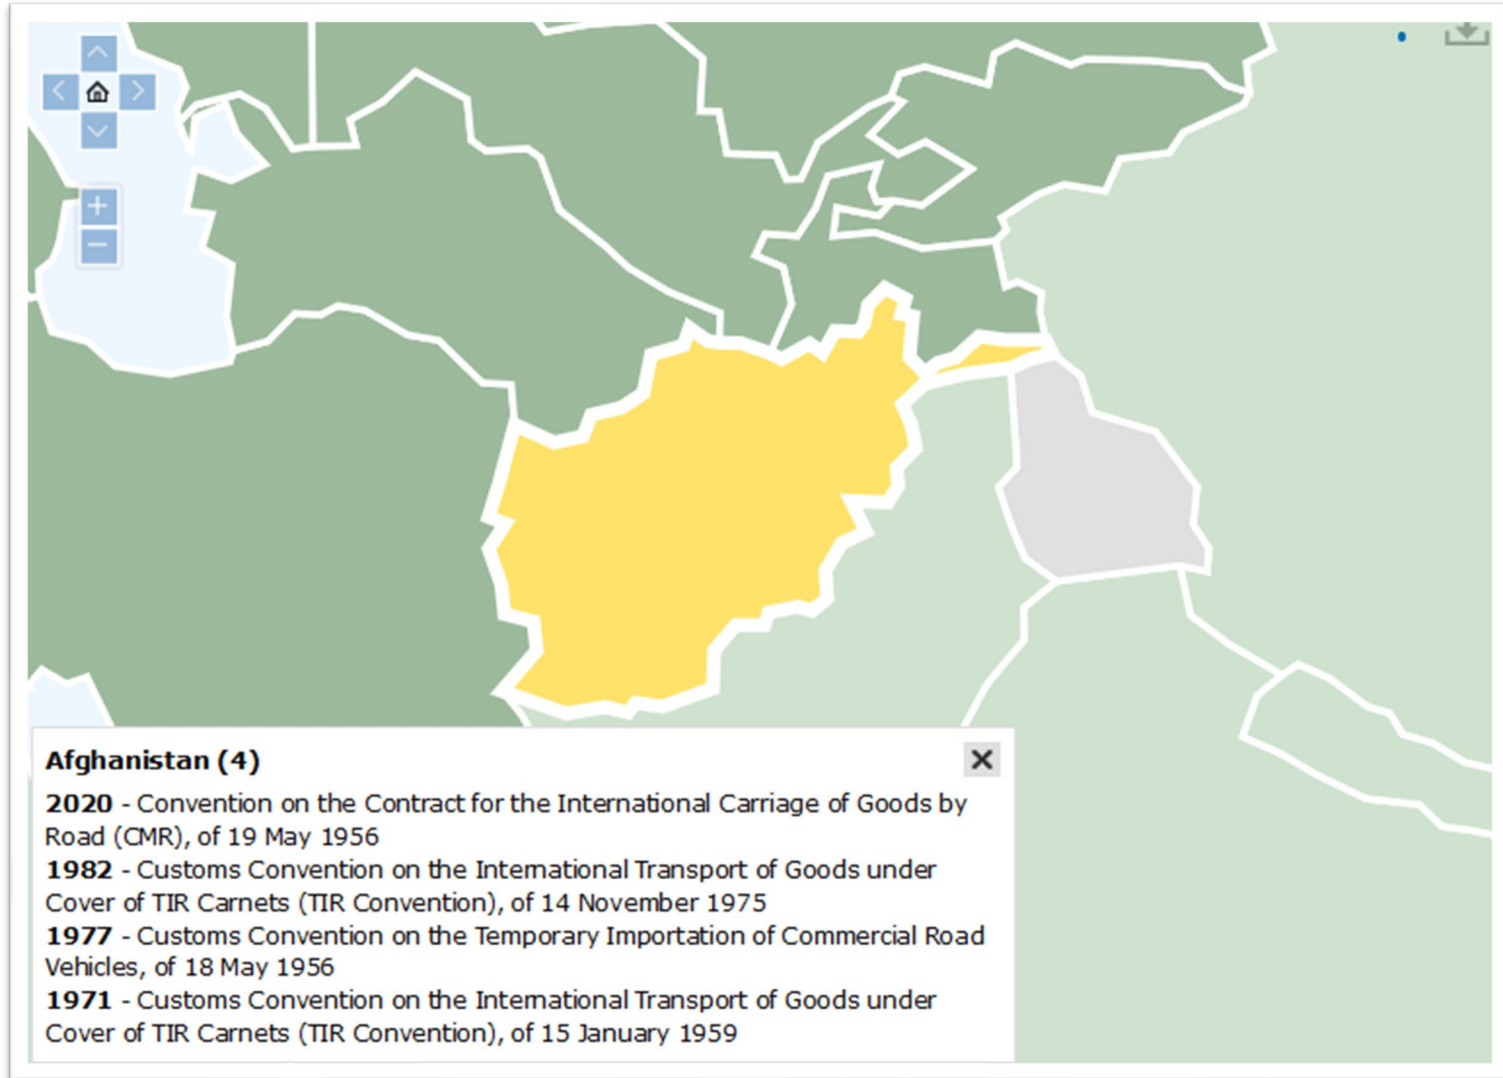 Afghanistan (4)
2020 - Convention on the Contract for the International Carriage of Goods by
Road (CMR), of 19 May 1956
1982 - Customs Convention on the International Transport of Goods under
Cover of TIR Carnets (TIR Convention), of 14 November 1975
1977 - Customs Convention on the Temporary Importation of Commercial Road
Vehicles, of 18 May 1956
1971 - Customs Convention on the International Transport of Goods under
Cover of TIR Carnets (TIR Convention), of 15 January 1959